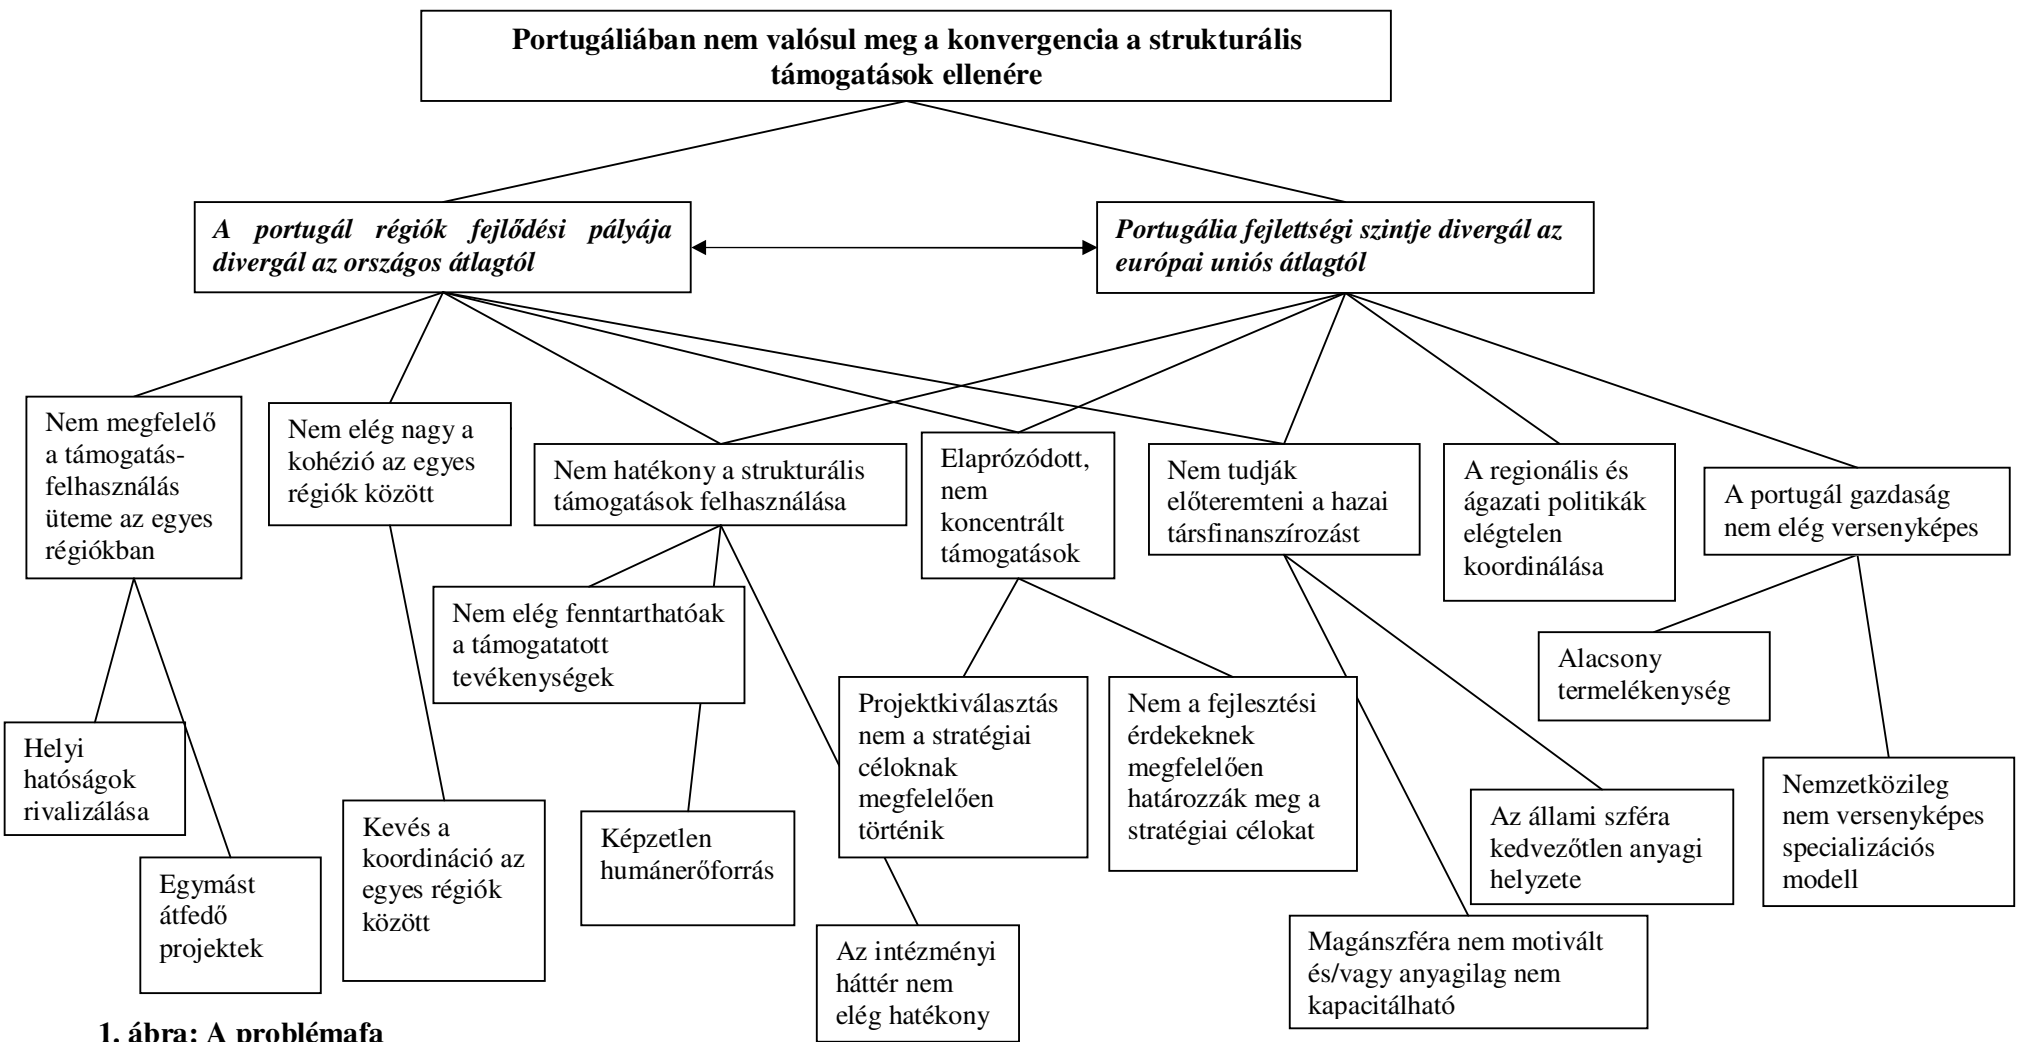 Portugáliában nem valósul meg a konvergencia a strukturális
támogatások ellenére
A portugál régiók fejlődési pályája
divergál az országos átlagtól
Portugália fejlettségi szintje divergál az
európai uniós átlagtól
Nem megfelelő
a támogatás-
felhasználás
üteme az egyes
régiókban
Nem elég nagy a
kohézió az egyes
régiók között
Nem hatékony a strukturális
támogatások felhasználása
Elaprózódott,
nem
koncentrált
támogatások
Nem tudják
előteremteni a hazai
társfinanszírozást
A regionális és
ágazati politikák
elégtelen
koordinálása
A portugál gazdaság
nem elég versenyképes
Nem elég fenntarthatóak
a támogatatott
tevékenységek
Alacsony
termelékenység
Helyi
hatóságok
rivalizálása
Projektkiválasztás
nem a stratégiai
céloknak
megfelelően
történik
Nem a fejlesztési
érdekeknek
megfelelően
határozzák meg a
stratégiai célokat
Nemzetközileg
nem versenyképes
specializációs
modell
Az állami szféra
kedvezőtlen anyagi
helyzete
Kevés a
koordináció az
egyes régiók
között
Képzetlen
humánerőforrás
Egymást
átfedő
projektek
Az intézményi
háttér nem
elég hatékony
Magánszféra nem motivált
és/vagy anyagilag nem
kapacitálható
1. ábra: A problémafa